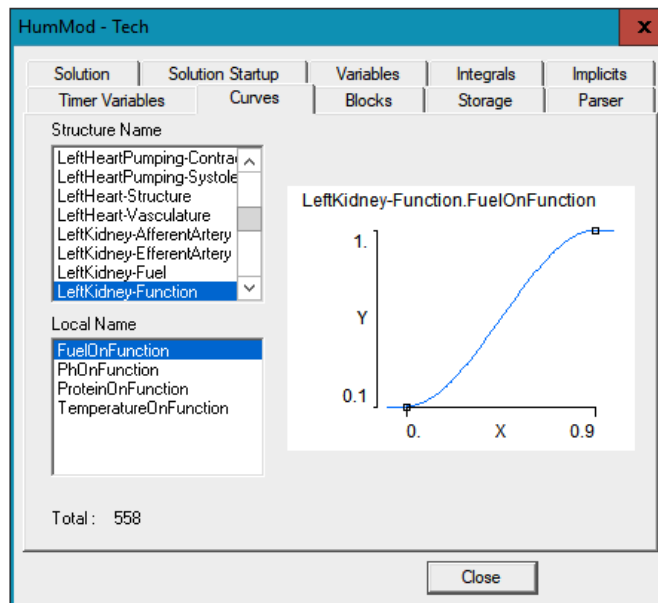 HumMod - Tech
x
Solution
Solution Startup
Variables
Integrals
Implicits
Timer Variables
Curves
Blocks
Storage
Parser
Structure Name
LeftHeartPumping-Contrac
LeftHeartPumping-Systole
LeftHeart-Structure
LeftHeart-Vasculature
LeftKidney-AfferentArtery
LeftKidney-EfferentArtery
LeftKidney-Fuel
LeftKidney-Function
Local Name
FuelOnFunction
PhOnFunction
ProteinOnFunction
TemperatureOnFunction
LeftKidney-Function.FuelOnFunction
1.
Y
0.1
0. X 0.9
Total : 558
Close